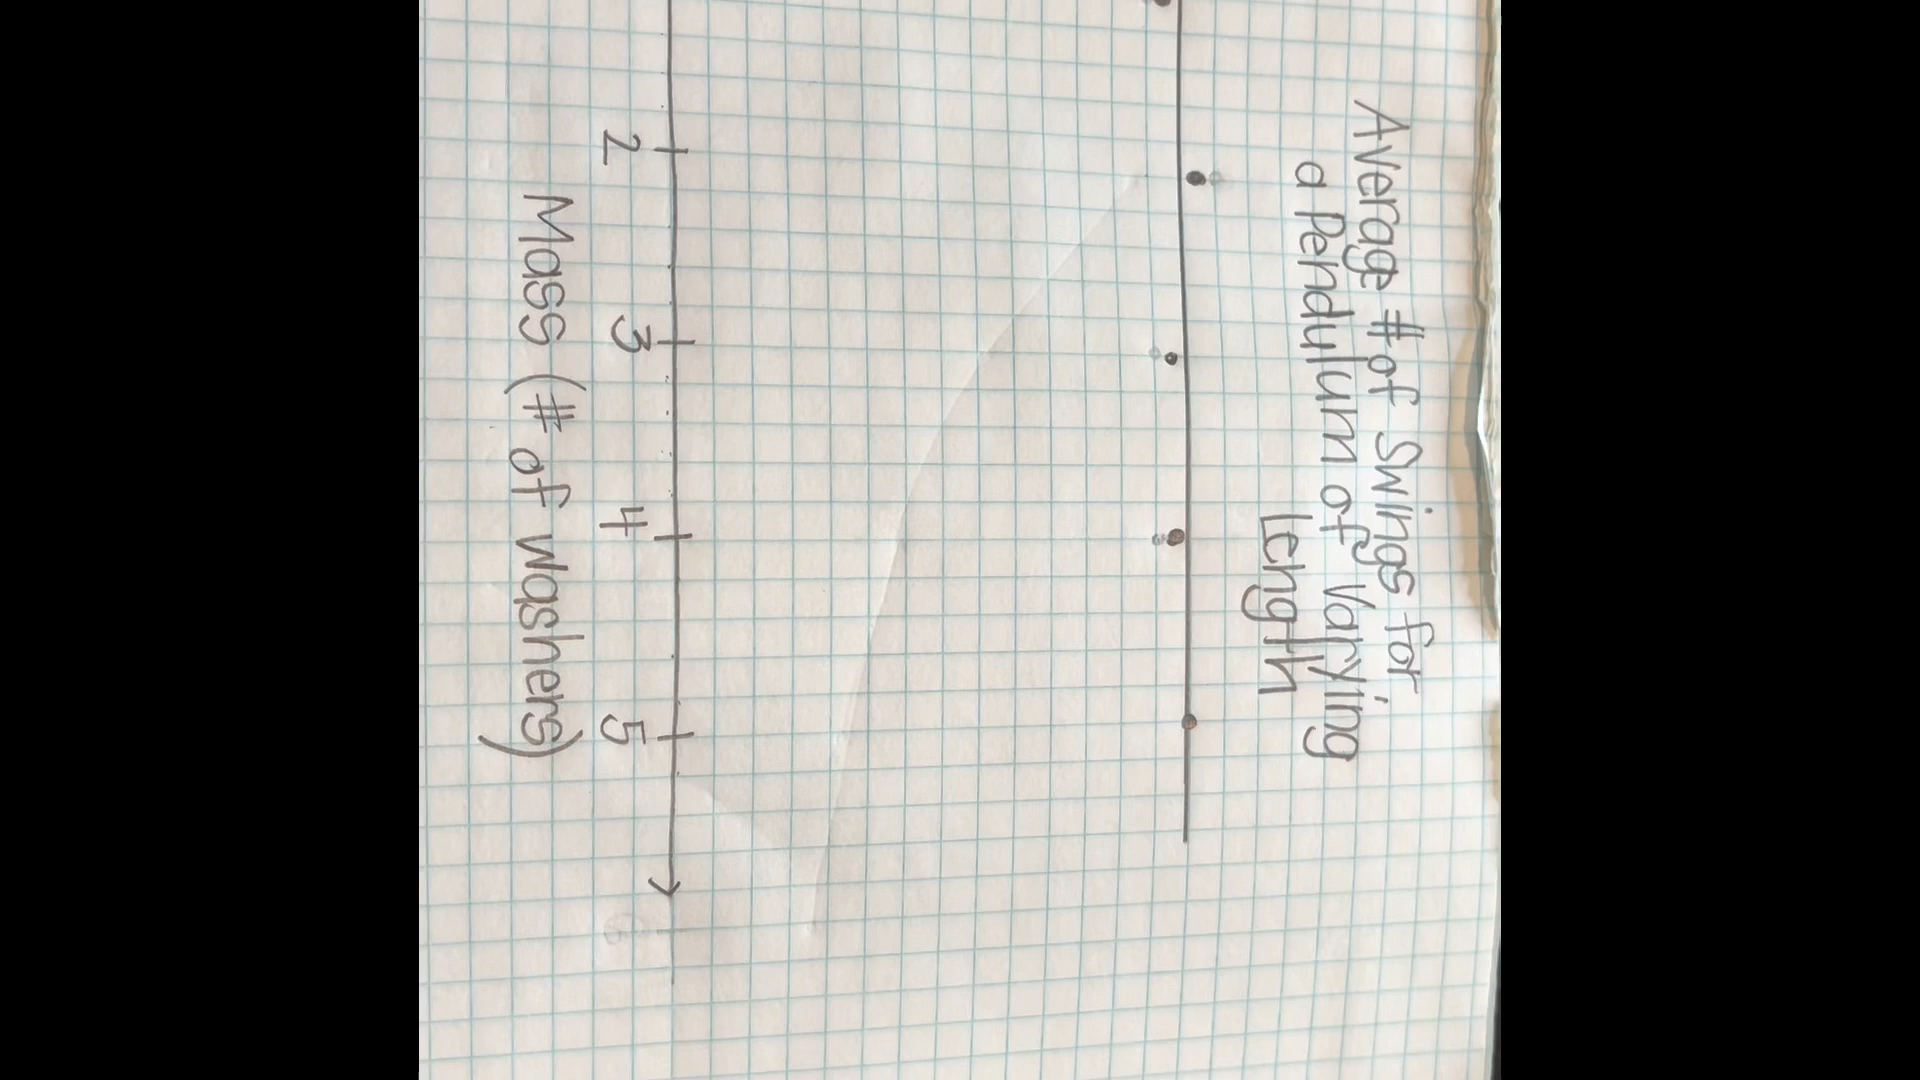 Average # of Swings for
a Pendulum of Varying
Length
2 3 4 5
Mass (# of washers)